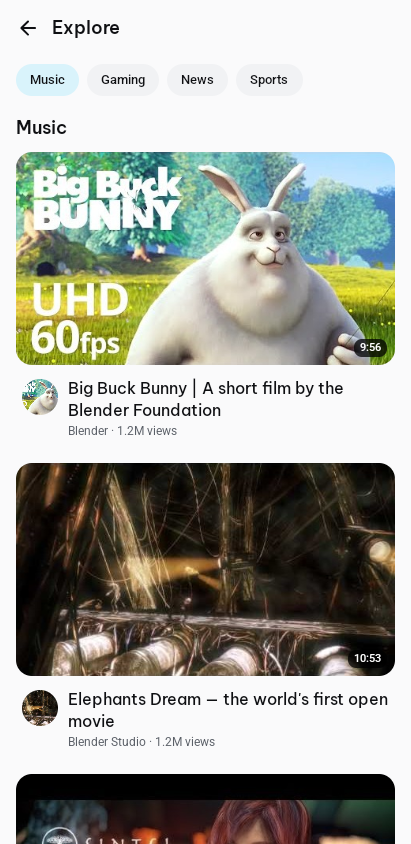 Explore
Music
Gaming
News
Sports
Music
Big Buck
BUNNY
UHD
60fps
9:56
Big Buck Bunny | A short film by the
Blender Foundation
Blender · 1.2M views
10:53
Elephants Dream — the world's first open
movie
Blender Studio · 1.2M views
SINTEL